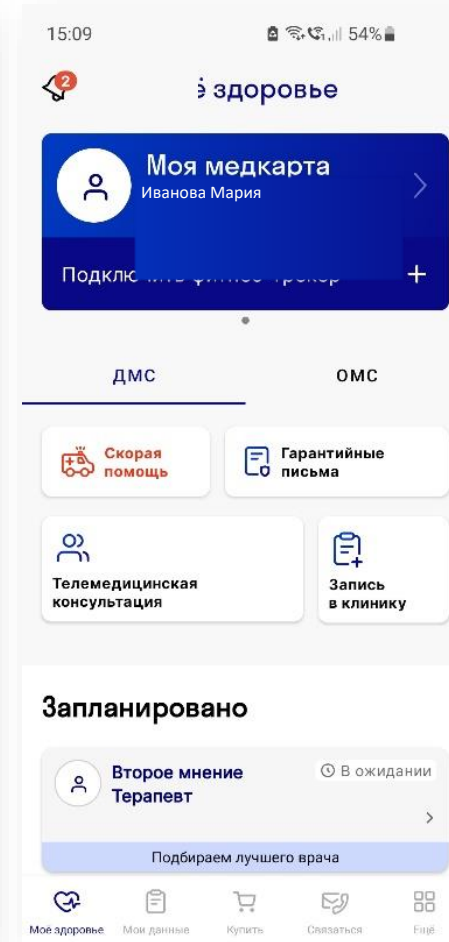 15:09
54%
2
ё здоровье
Моя медкарта
Иванова Мария
Подклю
ДМС
ОМС
Скорая
помощь
Гарантийные
письма
Телемедицинская
консультация
Запись
в клинику
Запланировано
Второе мнение
Терапевт
В ожидании
Подбираем лучшего врача
Моё здоровье
Мои данные
Купить
Связаться
Ещё